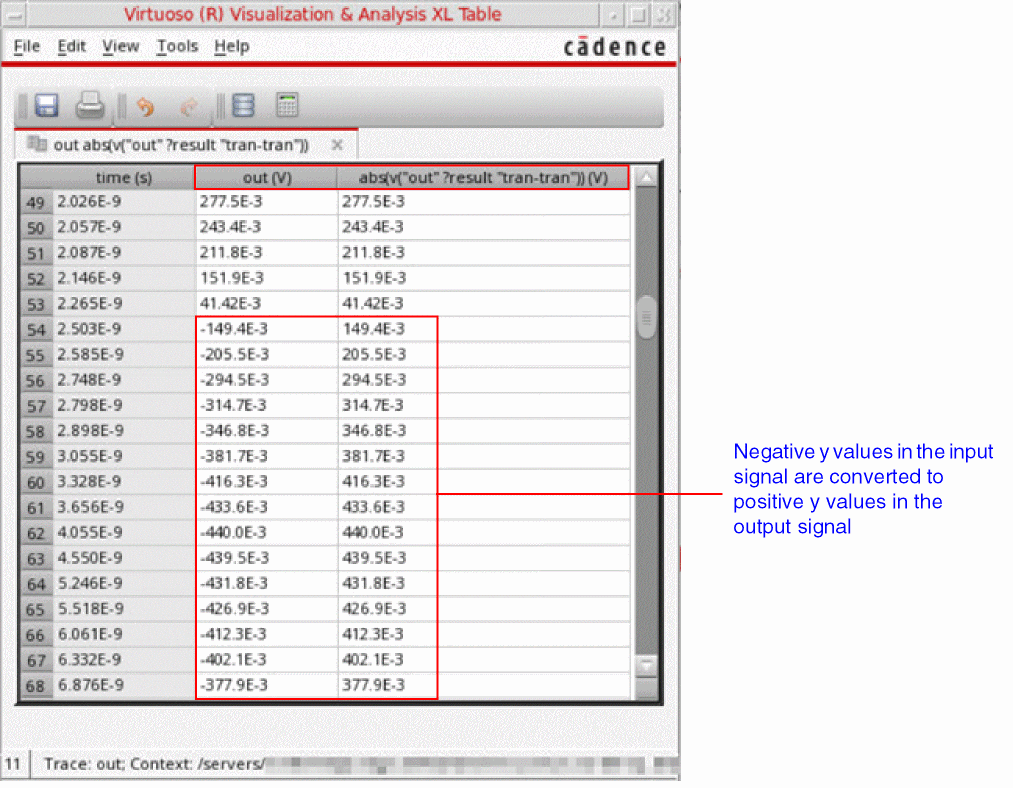 Virtuoso (R) Visualization & Analysis XL Table
File Edit View Tools Help
cādence
out abs(v("out" ?result "tran-tran"))
time (s) out (V) abs(v("out" ?result "tran-tran")) (V)
49 2.026E-9 277.5E-3 277.5E-3
50 2.057E-9 243.4E-3 243.4E-3
51 2.087E-9 211.8E-3 211.8E-3
52 2.146E-9 151.9E-3 151.9E-3
53 2.265E-9 41.42E-3 41.42E-3
54 2.503E-9 -149.4E-3 149.4E-3
55 2.585E-9 -205.5E-3 205.5E-3
56 2.748E-9 -294.5E-3 294.5E-3
57 2.798E-9 -314.7E-3 314.7E-3
58 2.898E-9 -346.8E-3 346.8E-3
59 3.055E-9 -381.7E-3 381.7E-3
60 3.328E-9 -416.3E-3 416.3E-3
61 3.656E-9 -433.6E-3 433.6E-3
62 4.055E-9 -440.0E-3 440.0E-3
63 4.550E-9 -439.5E-3 439.5E-3
64 5.246E-9 -431.8E-3 431.8E-3
65 5.518E-9 -426.9E-3 426.9E-3
66 6.061E-9 -412.3E-3 412.3E-3
67 6.332E-9 -402.1E-3 402.1E-3
68 6.876E-9 -377.9E-3 377.9E-3
Negative y values in the input
signal are converted to
positive y values in the
output signal
11 Trace: out; Context: /servers/